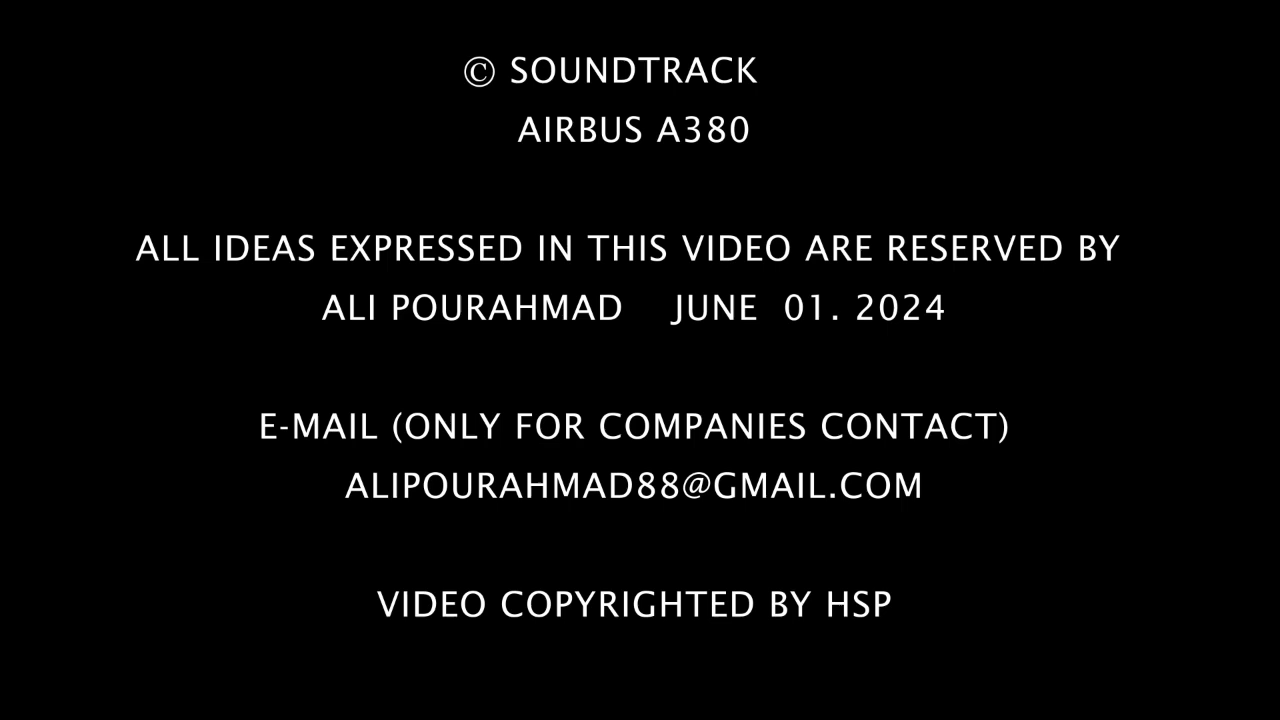 © SOUNDTRACK
AIRBUS A380
ALL IDEAS EXPRESSED IN THIS VIDEO ARE RESERVED BY
ALI POURAHMAD JUNE 01. 2024
E-MAIL (ONLY FOR COMPANIES CONTACT)
ALIPOURAHMAD88@GMAIL.COM
VIDEO COPYRIGHTED BY HSP